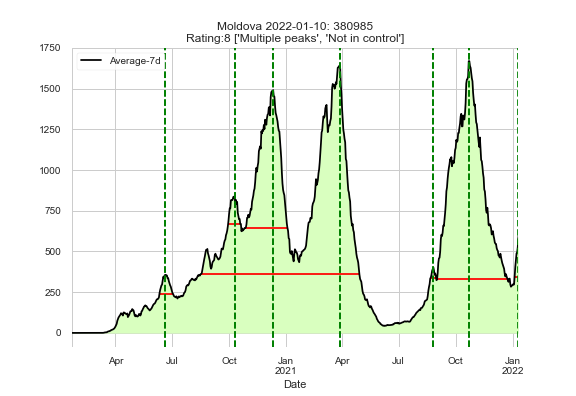 Moldova 2022-01-10: 380985
Rating:8 ['Multiple peaks', 'Not in control']
Average-7d
1750
1500
1250
1000
750
500
250
0
Apr Jul Oct Jan Apr Jul Oct Jan
2021 2022
Date